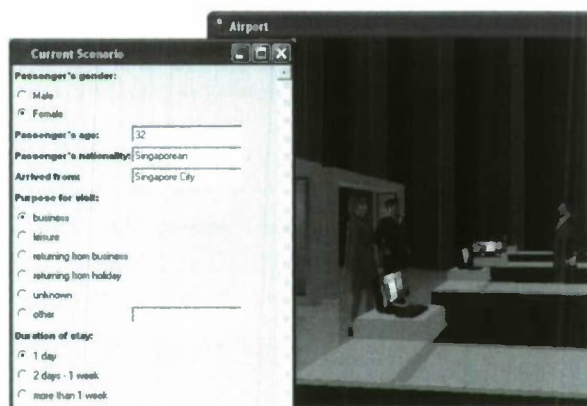 Airport
Current Scenario
Passenger's gender:
Male
Female
Passenger's age: 32
Passenger's nationality: Singaporean
Arrived from: Singapore City
Purpose for visit:
business
leisure
returning from business
returning from holiday
unknown
other
Duration of stay:
1 day
2 days - 1 week
more than 1 week